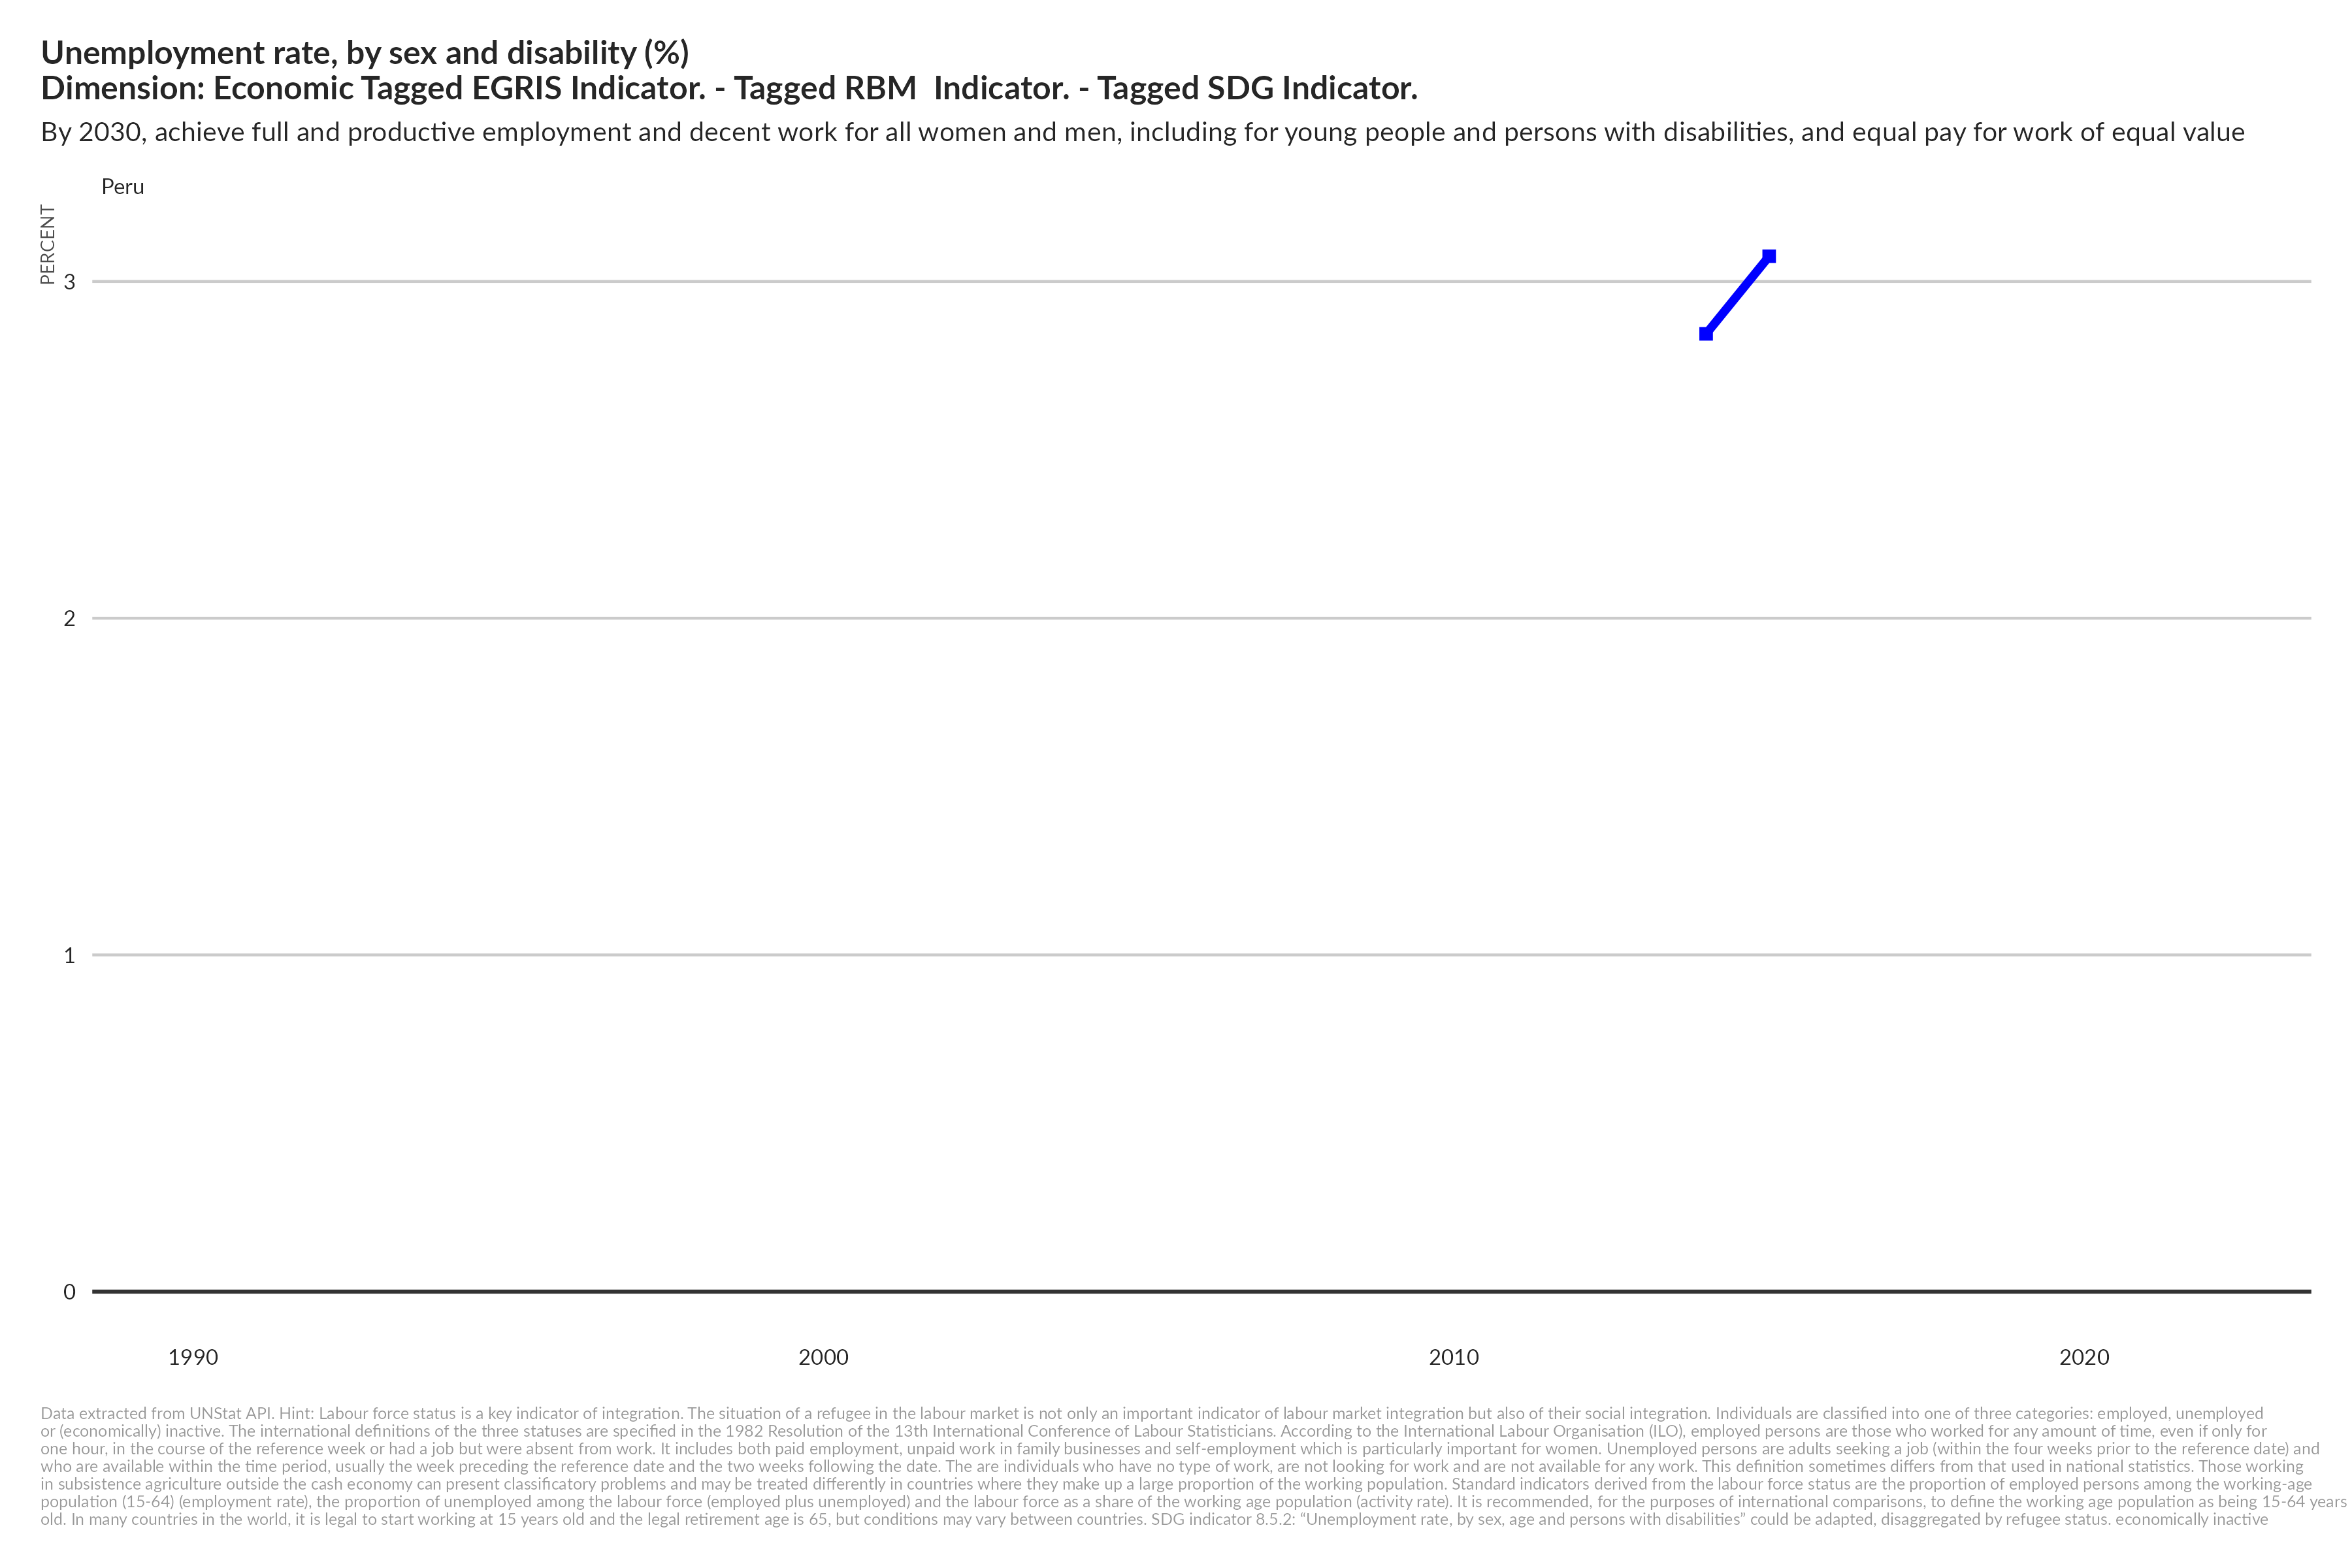 Unemployment rate, by sex and disability (%)
Dimension: Economic Tagged EGRIS Indicator. - Tagged RBM  Indicator. - Tagged SDG Indicator.
By 2030, achieve full and productive employment and decent work for all women and men, including for young people and persons with disabilities, and equal pay for work of equal value
Peru
PERCENT
3
2
1
0
1990
2000
2010
2020
Data extracted from UNStat API. Hint: Labour force status is a key indicator of integration. The situation of a refugee in the labour market is not only an important indicator of labour market integration but also of their social integration. Individuals are classified into one of three categories: employed, unemployed
or (economically) inactive. The international definitions of the three statuses are specified in the 1982 Resolution of the 13th International Conference of Labour Statisticians. According to the International Labour Organisation (ILO), employed persons are those who worked for any amount of time, even if only for
one hour, in the course of the reference week or had a job but were absent from work. It includes both paid employment, unpaid work in family businesses and self-employment which is particularly important for women. Unemployed persons are adults seeking a job (within the four weeks prior to the reference date) and
who are available within the time period, usually the week preceding the reference date and the two weeks following the date. The are individuals who have no type of work, are not looking for work and are not available for any work. This definition sometimes differs from that used in national statistics. Those working
in subsistence agriculture outside the cash economy can present classificatory problems and may be treated differently in countries where they make up a large proportion of the working population. Standard indicators derived from the labour force status are the proportion of employed persons among the working-age
population (15-64) (employment rate), the proportion of unemployed among the labour force (employed plus unemployed) and the labour force as a share of the working age population (activity rate). It is recommended, for the purposes of international comparisons, to define the working age population as being 15-64 years
old. In many countries in the world, it is legal to start working at 15 years old and the legal retirement age is 65, but conditions may vary between countries. SDG indicator 8.5.2: “Unemployment rate, by sex, age and persons with disabilities” could be adapted, disaggregated by refugee status. economically inactive